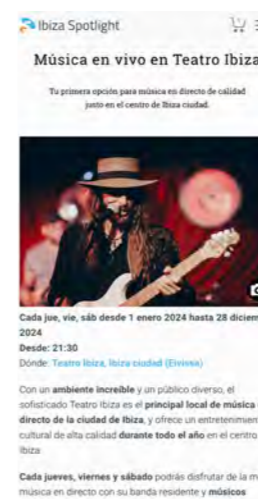 Ibiza Spotlight
Música en vivo en Teatro Ibiza
Tu primera opción para música en directo de calidad
justo en el centro de Ibiza ciudad.
Cada jue, vie, sáb desde 1 enero 2024 hasta 28 diciem
2024
Desde: 21:30
Dónde: Teatro Ibiza, Ibiza ciudad (Eivissa)
Con un ambiente increíble y un público diverso, el
sofisticado Teatro Ibiza es el principal local de música
directo de la ciudad de Ibiza, y ofrece un entretenimien
cultural de alta calidad durante todo el año en el centro
Ibiza
Cada jueves, viernes y sábado podrás disfrutar de la m
música en directo con su banda residente y músicos